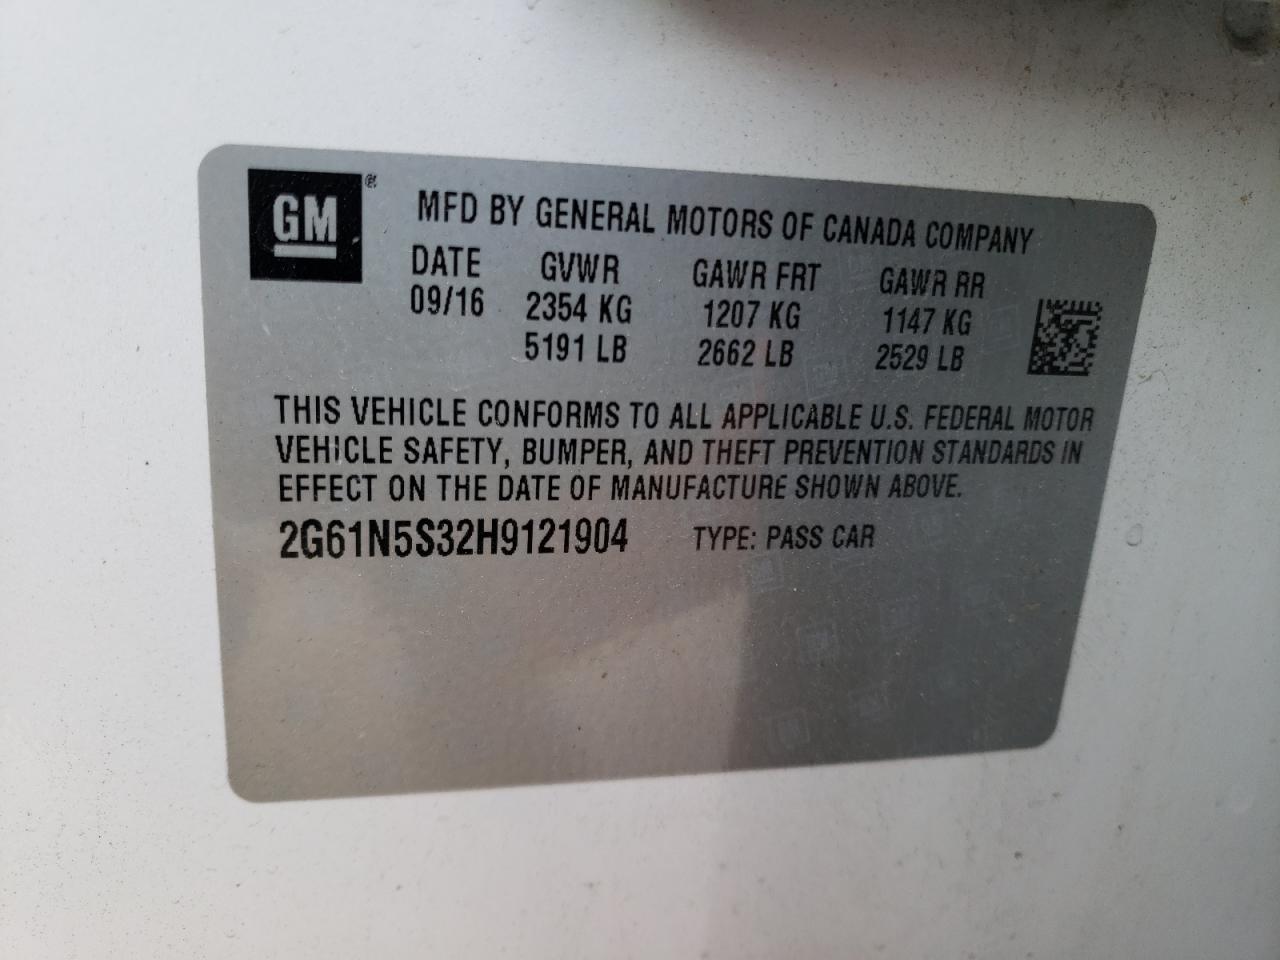 GM ®
MFD BY GENERAL MOTORS OF CANADA COMPANY
DATE GVWR GAWR FRT GAWR RR
09/16 2354 KG 1207 KG 1147 KG
5191 LB 2662 LB 2529 LB
THIS VEHICLE CONFORMS TO ALL APPLICABLE U.S. FEDERAL MOTOR
VEHICLE SAFETY, BUMPER, AND THEFT PREVENTION STANDARDS IN
EFFECT ON THE DATE OF MANUFACTURE SHOWN ABOVE.
2G61N5S32H9121904 TYPE: PASS CAR